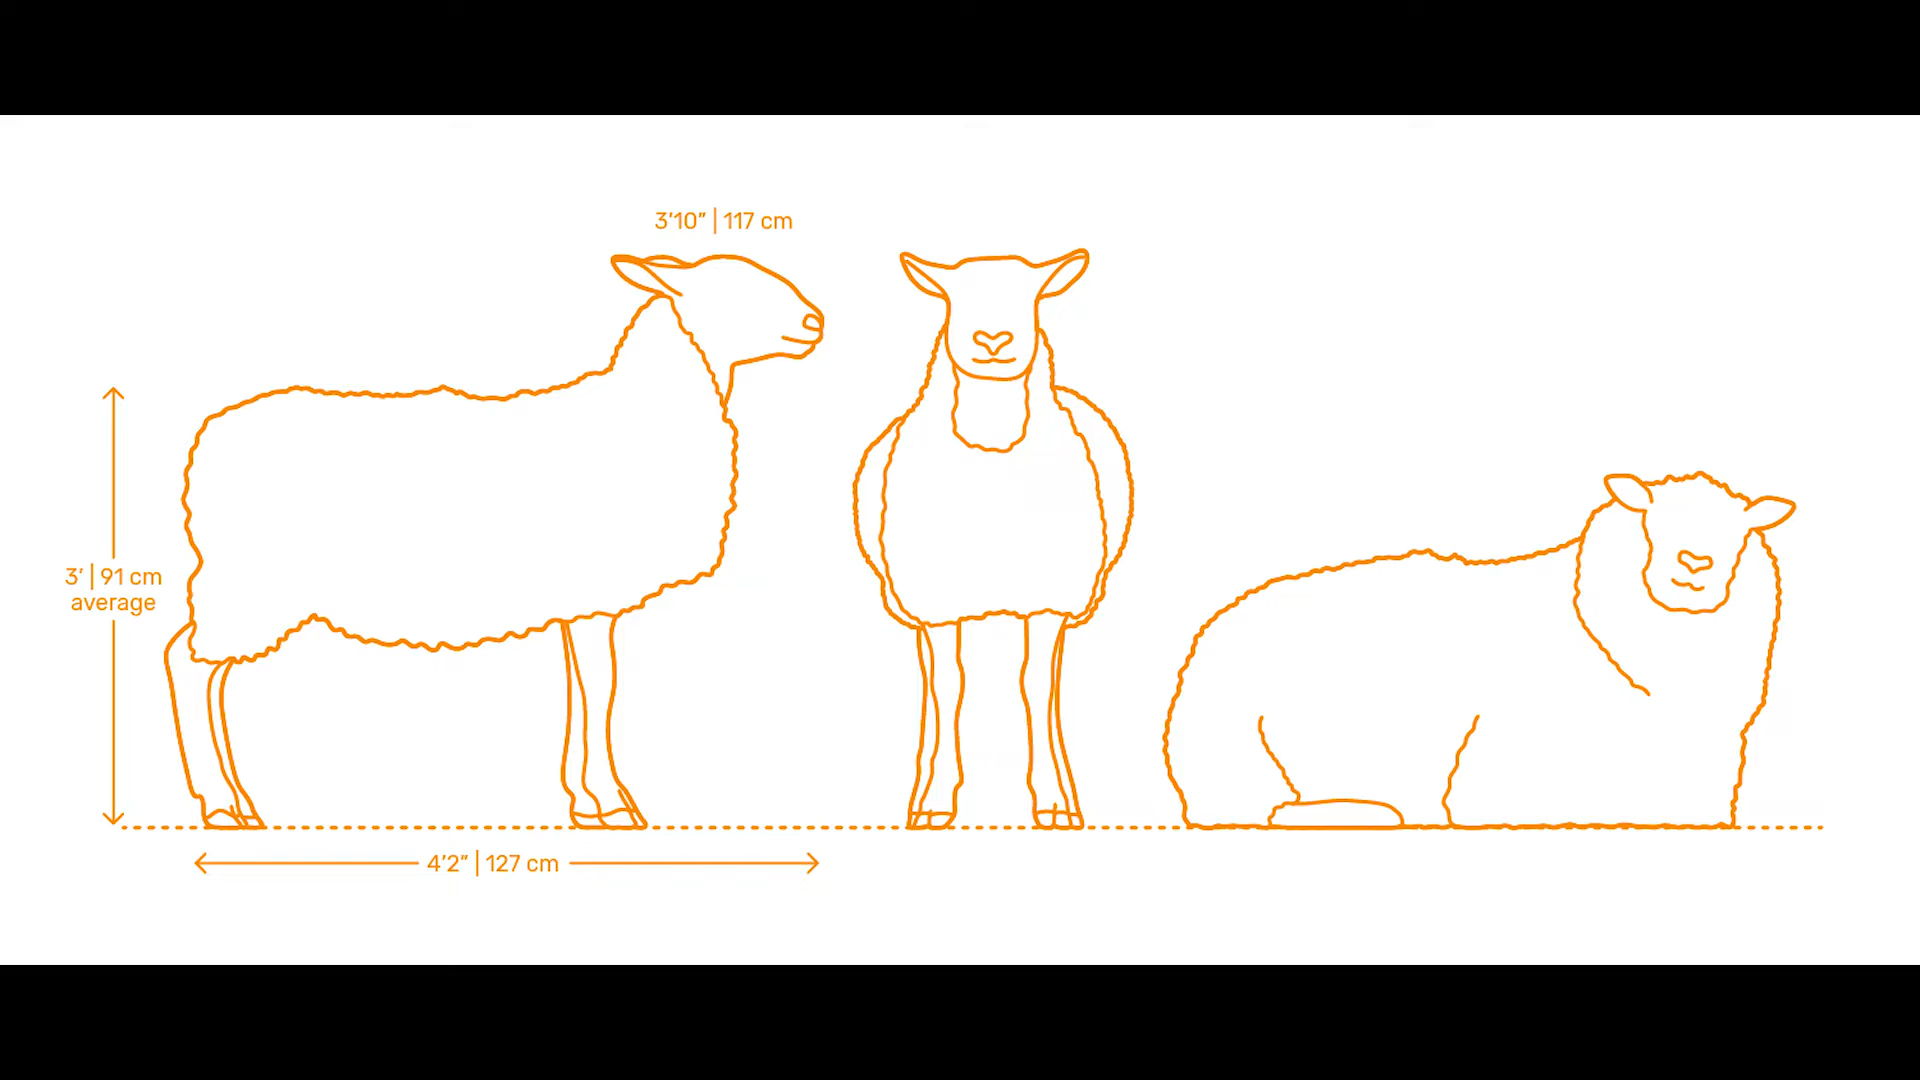 3’10” | 117 cm
3’ | 91 cm
average
4’2” | 127 cm